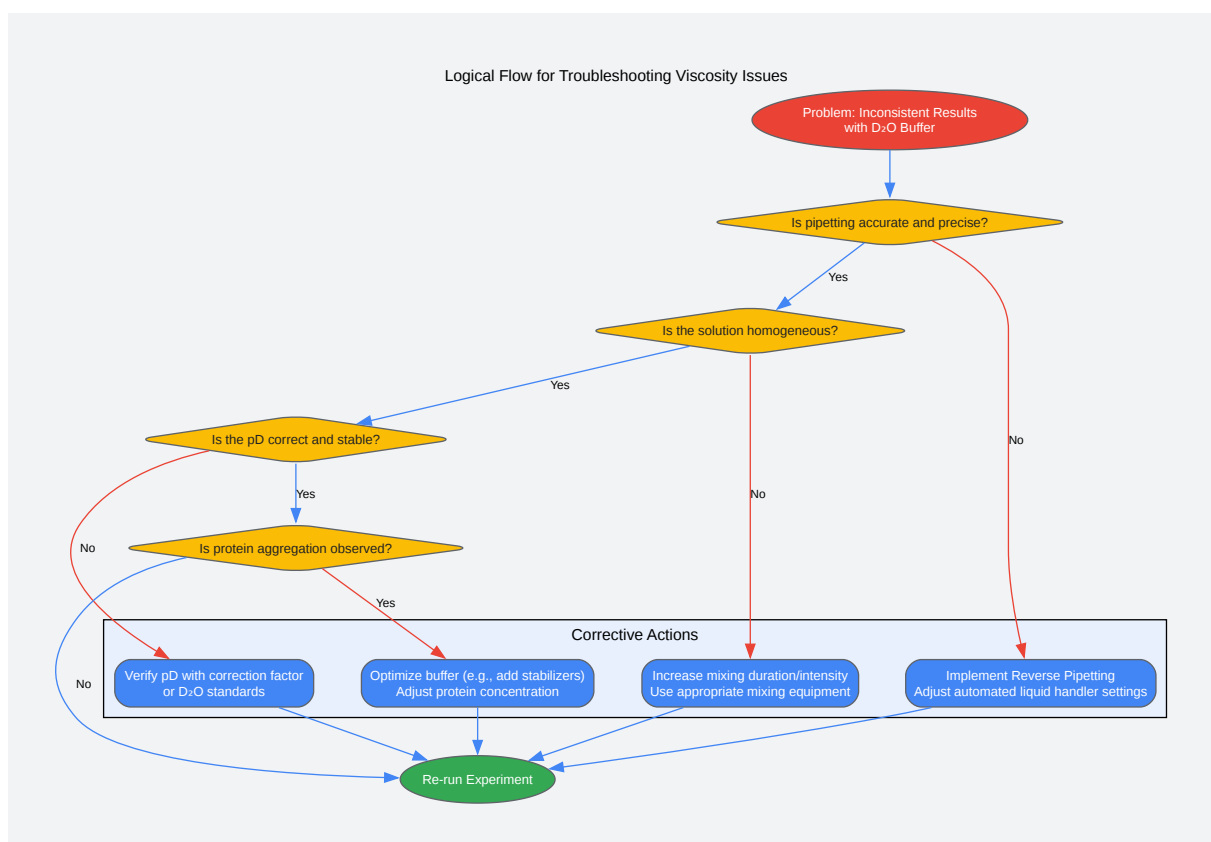 Logical Flow for Troubleshooting Viscosity Issues
Problem: Inconsistent Results
with D₂O Buffer
Is pipetting accurate and precise?
Yes
Is the solution homogeneous?
Yes
Is the pD correct and stable?
No
Yes
No
No
Is protein aggregation observed?
Yes
No
Corrective Actions
Verify pD with correction factor
or D₂O standards
Optimize buffer (e.g., add stabilizers)
Adjust protein concentration
Increase mixing duration/intensity
Use appropriate mixing equipment
Implement Reverse Pipetting
Adjust automated liquid handler settings
Re-run Experiment